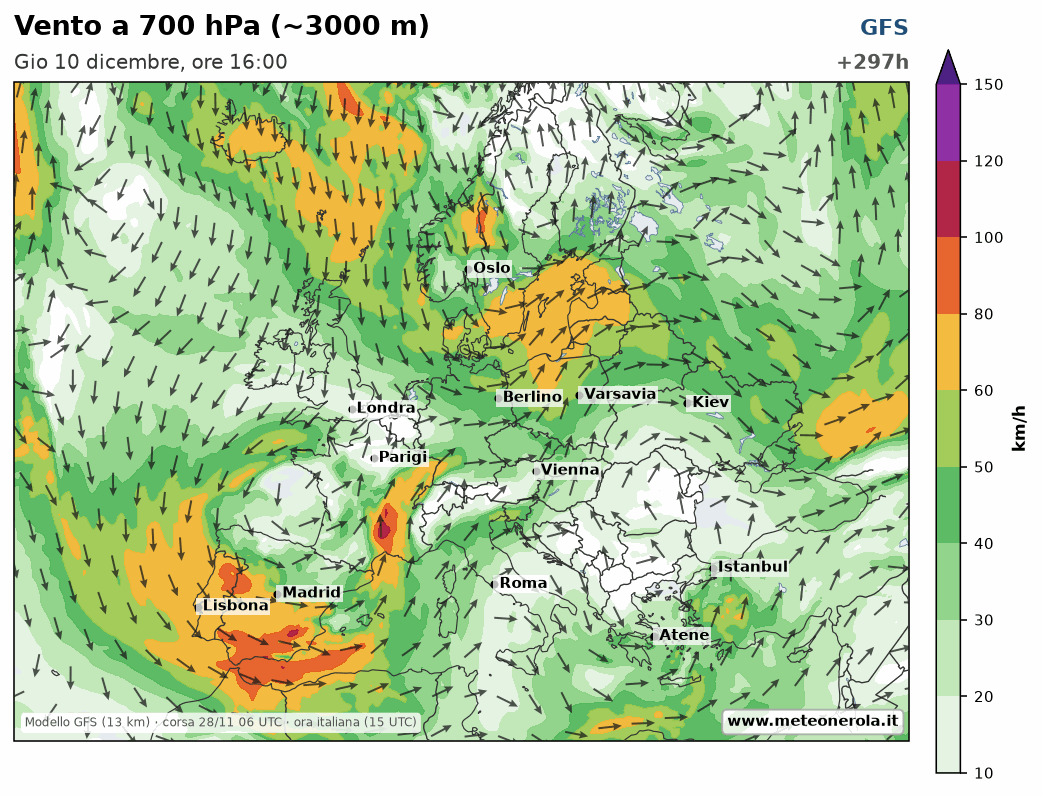 Vento a 700 hPa (~3000 m)
GFS
Gio 10 dicembre, ore 16:00
+297h
150
120
100
80
60
50
40
30
20
10
km/h
Oslo
Berlino
Varsavia
Kiev
Londra
Parigi
Vienna
Istanbul
Roma
Madrid
Lisbona
Atene
Modello GFS (13 km) · corsa 28/11 06 UTC · ora italiana (15 UTC)
www.meteonerola.it